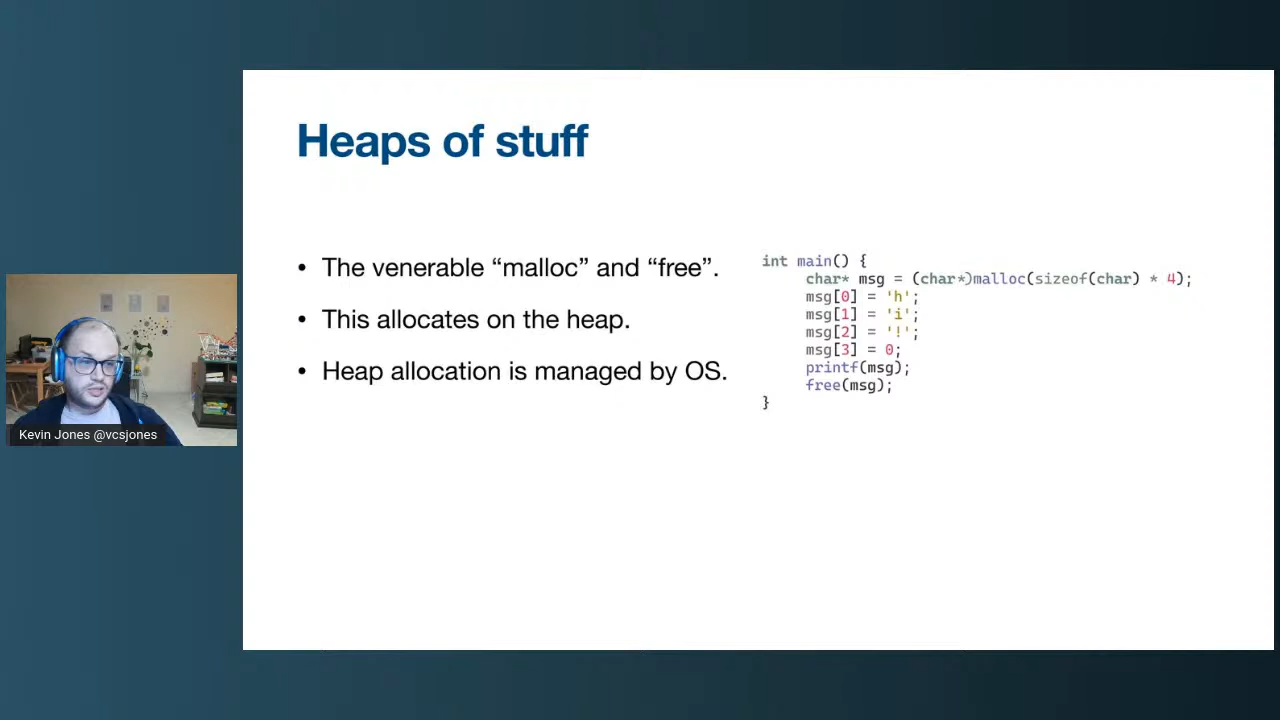 Heaps of stuff
• The venerable “malloc” and “free”.
• This allocates on the heap.
• Heap allocation is managed by OS.
int main() {
    char* msg = (char*)malloc(sizeof(char) * 4);
    msg[0] = 'h';
    msg[1] = 'i';
    msg[2] = '!';
    msg[3] = 0;
    printf(msg);
    free(msg);
}
Kevin Jones @vcsjones